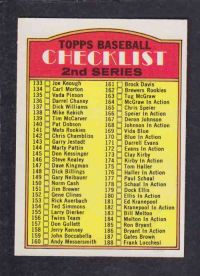 TOPPS BASEBALL
CHECKLIST
2nd SERIES
133 Joe Keough
134 Carl Morton
135 Vada Pinson
136 Darrel Chaney
137 Dick Williams
138 Mike Kekich
139 Tim McCarver
140 Pat Dobson
141 Mets Rookies
142 Chris Chambliss
143 Garry Jestadt
144 Marty Pattin
145 Don Kessinger
146 Steve Kealey
147 Dave Kingman
148 Dick Billings
149 Gary Neibauer
150 Norm Cash
151 Jim Brewer
152 Gene Clines
153 Rick Auerbach
154 Ted Simmons
155 Larry Dierker
156 Twins Team
157 Don Gullett
158 Jerry Kenney
159 John Boccabella
160 Andy Messersmith
161 Brock Davis
162 Brewers Rookies
163 Tug McGraw
164 McGraw In Action
165 Chris Speier
166 Speier In Action
167 Deron Johnson
168 Johnson In Action
169 Vida Blue
170 Blue In Action
171 Darrell Evans
172 Evans In Action
173 Clay Kirby
174 Kirby In Action
175 Tom Haller
176 Haller In Action
177 Paul Schaal
178 Schaal In Action
179 Dock Ellis
180 Ellis In Action
181 Ed Kranepool
182 Kranepool In Action
183 Bill Melton
184 Melton In Action
185 Ron Bryant
186 Bryant In Action
187 Gary Gates
188 Frank Lucchesi